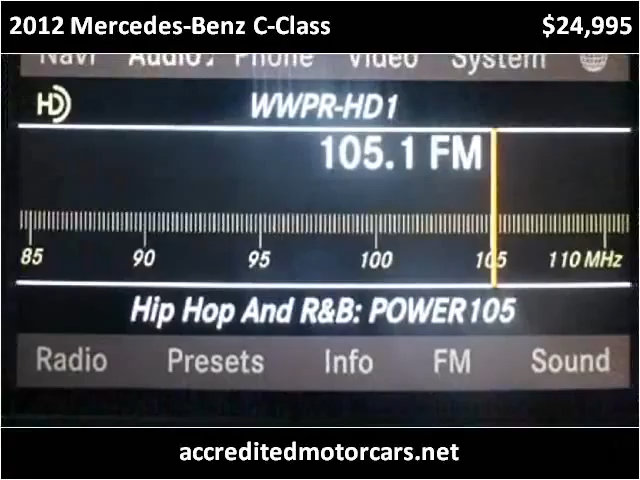 2012 Mercedes-Benz C-Class $24,995
Navi Audio♪ Phone Video System
HD WWPR-HD1
105.1 FM
85 90 95 100 105 110 MHz
Hip Hop And R&B: POWER105
Radio Presets Info FM Sound
accreditedmotorcars.net